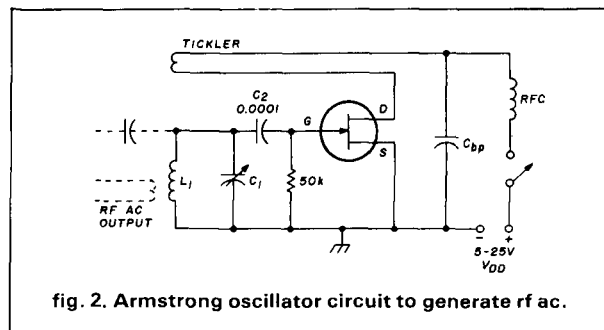 TICKLER
C2
0.0001
G
D
S
RFC
Cbp
L1
C1
50k
RF AC
OUTPUT
- +
5-25V
VDD
fig. 2. Armstrong oscillator circuit to generate rf ac.